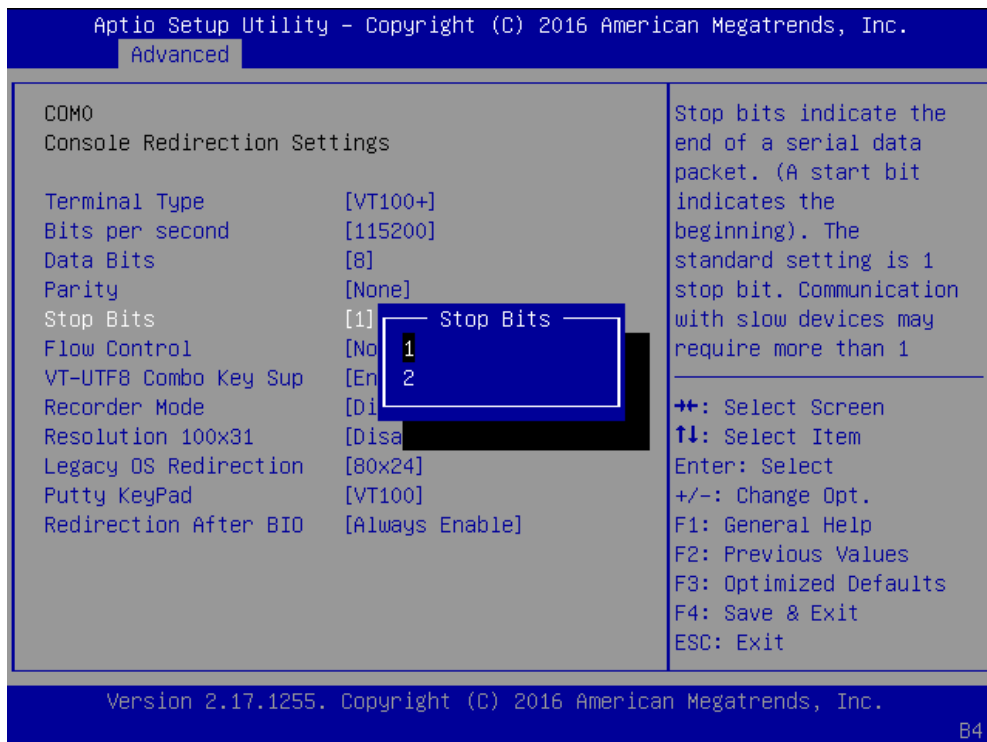 Aptio Setup Utility – Copyright (C) 2016 American Megatrends, Inc.
Advanced
COM0
Console Redirection Settings
Terminal Type [VT100+]
Bits per second [115200]
Data Bits [8]
Parity [None]
Stop Bits [1]
Flow Control [No
VT-UTF8 Combo Key Sup [En
Recorder Mode [Di
Resolution 100x31 [Disa
Legacy OS Redirection [80x24]
Putty KeyPad [VT100]
Redirection After BIO [Always Enable]
Stop Bits
1
2
Stop bits indicate the
end of a serial data
packet. (A start bit
indicates the
beginning). The
standard setting is 1
stop bit. Communication
with slow devices may
require more than 1
→←: Select Screen
↑↓: Select Item
Enter: Select
+/-: Change Opt.
F1: General Help
F2: Previous Values
F3: Optimized Defaults
F4: Save & Exit
ESC: Exit
Version 2.17.1255. Copyright (C) 2016 American Megatrends, Inc.
B4